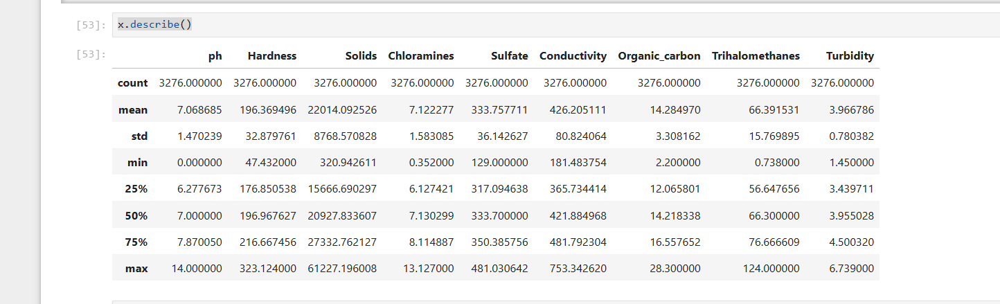 [53]: x.describe()
[53]: ph Hardness Solids Chloramines Sulfate Conductivity Organic_carbon Trihalomethanes Turbidity
count 3276.000000 3276.000000 3276.000000 3276.000000 3276.000000 3276.000000 3276.000000 3276.000000 3276.000000
mean 7.068685 196.369496 22014.092526 7.122277 333.757711 426.205111 14.284970 66.391531 3.966786
std 1.470239 32.879761 8768.570828 1.583085 36.142627 80.824064 3.308162 15.769895 0.780382
min 0.000000 47.432000 320.942611 0.352000 129.000000 181.483754 2.200000 0.738000 1.450000
25% 6.277673 176.850538 15666.690297 6.127421 317.094638 365.734414 12.065801 56.647656 3.439711
50% 7.000000 196.967627 20927.833607 7.130299 333.700000 421.884968 14.218338 66.300000 3.955028
75% 7.870050 216.667456 27332.762127 8.114887 350.385756 481.792304 16.557652 76.666609 4.500320
max 14.000000 323.124000 61227.196008 13.127000 481.030642 753.342620 28.300000 124.000000 6.739000